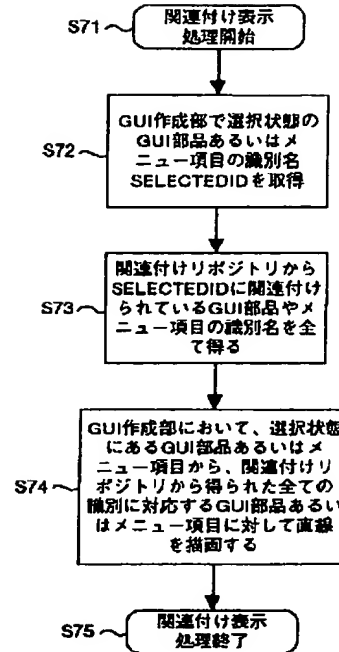 S71
関連付け表示
処理開始
S72
GUI作成部で選択状態の
GUI部品あるいはメ
ニュー項目の識別名
SELECTEDIDを取得
S73
関連付けリポジトリから
SELECTEDIDに関連付け
られているGUI部品やメ
ニュー項目の識別名を全
て得る
S74
GUI作成部において、選択状態
にあるGUI部品あるいはメ
ニュー項目から、関連付けリ
ポジトリから得られた全ての
識別に対応するGUI部品あるい
はメニュー項目に対して直線
を描画する
S75
関連付け表示
処理終了